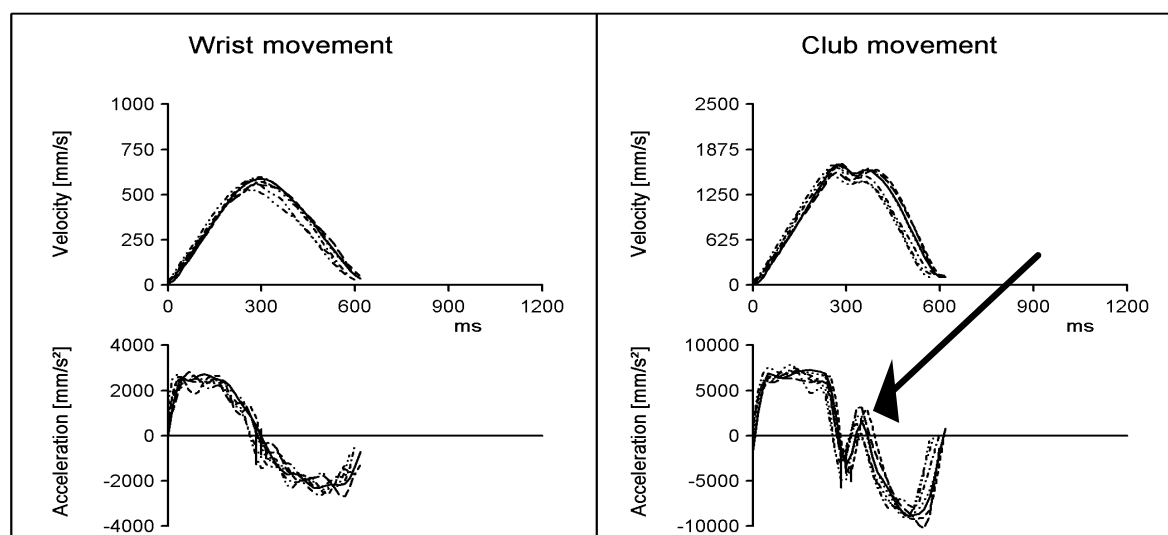 Wrist movement
Velocity [mm/s]
1000
750
500
250
0
0 300 600 900 1200
ms
Acceleration [mm/s²]
4000
2000
0
-2000
-4000
Club movement
Velocity [mm/s]
2500
1875
1250
625
0
0 300 600 900 1200
ms
Acceleration [mm/s²]
10000
5000
0
-5000
-10000